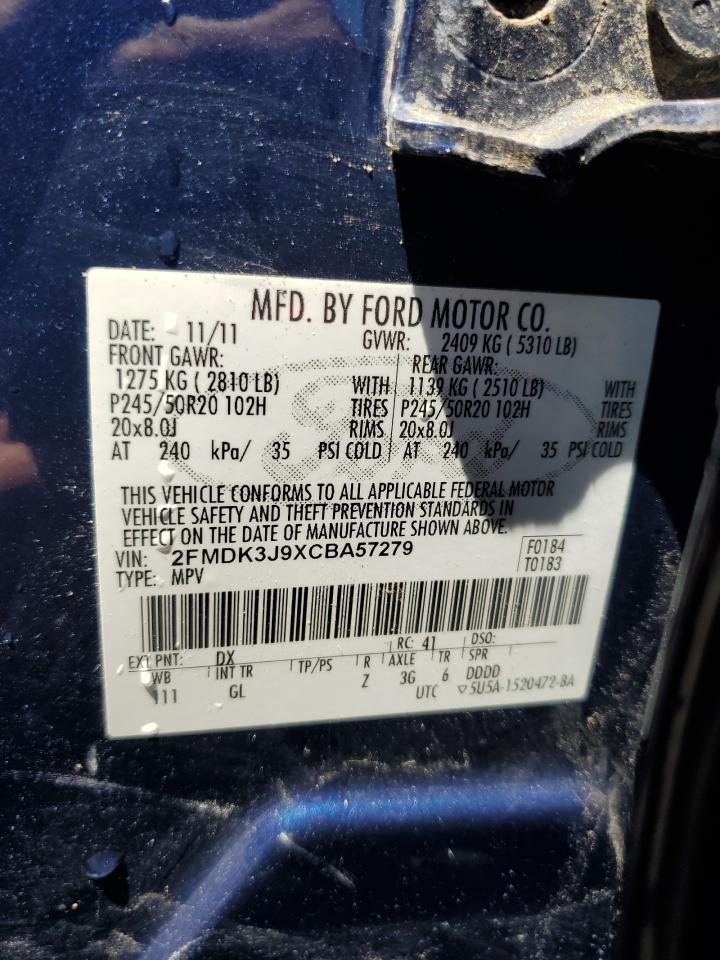 MFD. BY FORD MOTOR CO.
DATE: 11/11 GVWR: 2409 KG ( 5310 LB)
FRONT GAWR: REAR GAWR:
1275 KG ( 2810 LB) WITH 1139 KG ( 2510 LB) WITH
P245/50R20 102H TIRES P245/50R20 102H TIRES
20x8.0J RIMS 20x8.0J RIMS
AT 240 kPa/ 35 PSI COLD AT 240 kPa/ 35 PSI COLD
THIS VEHICLE CONFORMS TO ALL APPLICABLE FEDERAL MOTOR
VEHICLE SAFETY AND THEFT PREVENTION STANDARDS IN
EFFECT ON THE DATE OF MANUFACTURE SHOWN ABOVE.
VIN: 2FMDK3J9XCBA57279 F0184
TYPE: MPV T0183
EXT PNT: DX RC: 41 DSO:
WB INT TR TP/PS R AXLE TR SPR
111 GL Z 3G 6 DDDD
UTC ▽5U5A-1520472-BA